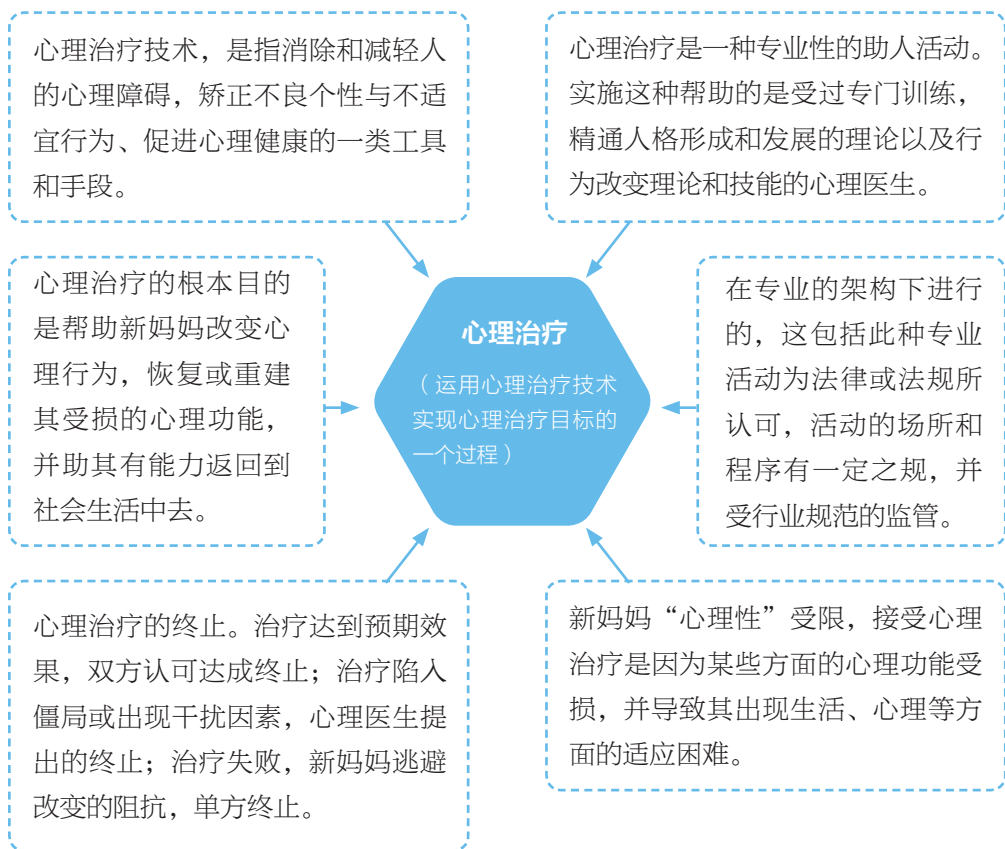 心理治疗技术，是指消除和减轻人
的心理障碍，矫正不良个性与不适
宜行为、促进心理健康的一类工具
和手段。
心理治疗是一种专业性的助人活动。
实施这种帮助的是受过专门训练，
精通人格形成和发展的理论以及行
为改变理论和技能的心理医生。
心理治疗的根本目的
是帮助新妈妈改变心
理行为，恢复或重建
其受损的心理功能，
并助其有能力返回到
社会生活中去。
心理治疗
（运用心理治疗技术
实现心理治疗目标的
一个过程）
在专业的架构下进行
的，这包括此种专业
活动为法律或法规所
认可，活动的场所和
程序有一定之规，并
受行业规范的监管。
心理治疗的终止。治疗达到预期效
果，双方认可达成终止；治疗陷入
僵局或出现干扰因素，心理医生提
出的终止；治疗失败，新妈妈逃避
改变的阻抗，单方终止。
新妈妈“心理性”受限，接受心理
治疗是因为某些方面的心理功能受
损，并导致其出现生活、心理等方
面的适应困难。